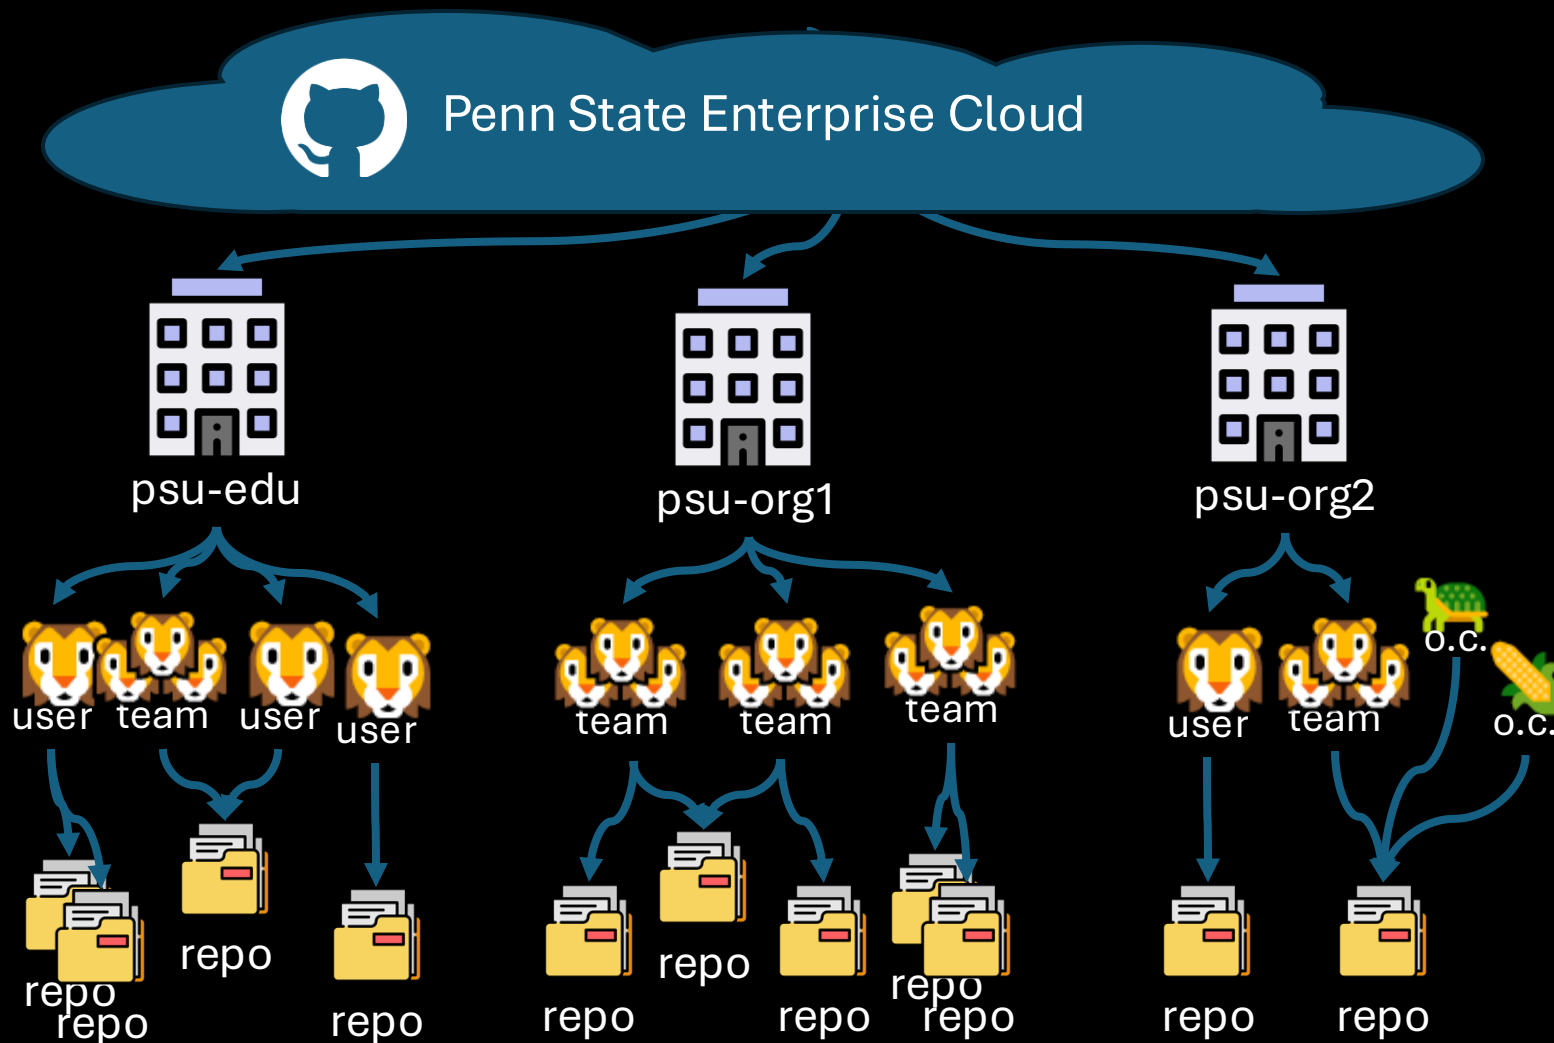 Penn State Enterprise Cloud
psu-edu
psu-org1
psu-org2
user
team
user
user
team
team
team
user
team
o.c.
o.c.
repo
repo
repo
repo
repo
repo
repo
repo
repo
repo
repo